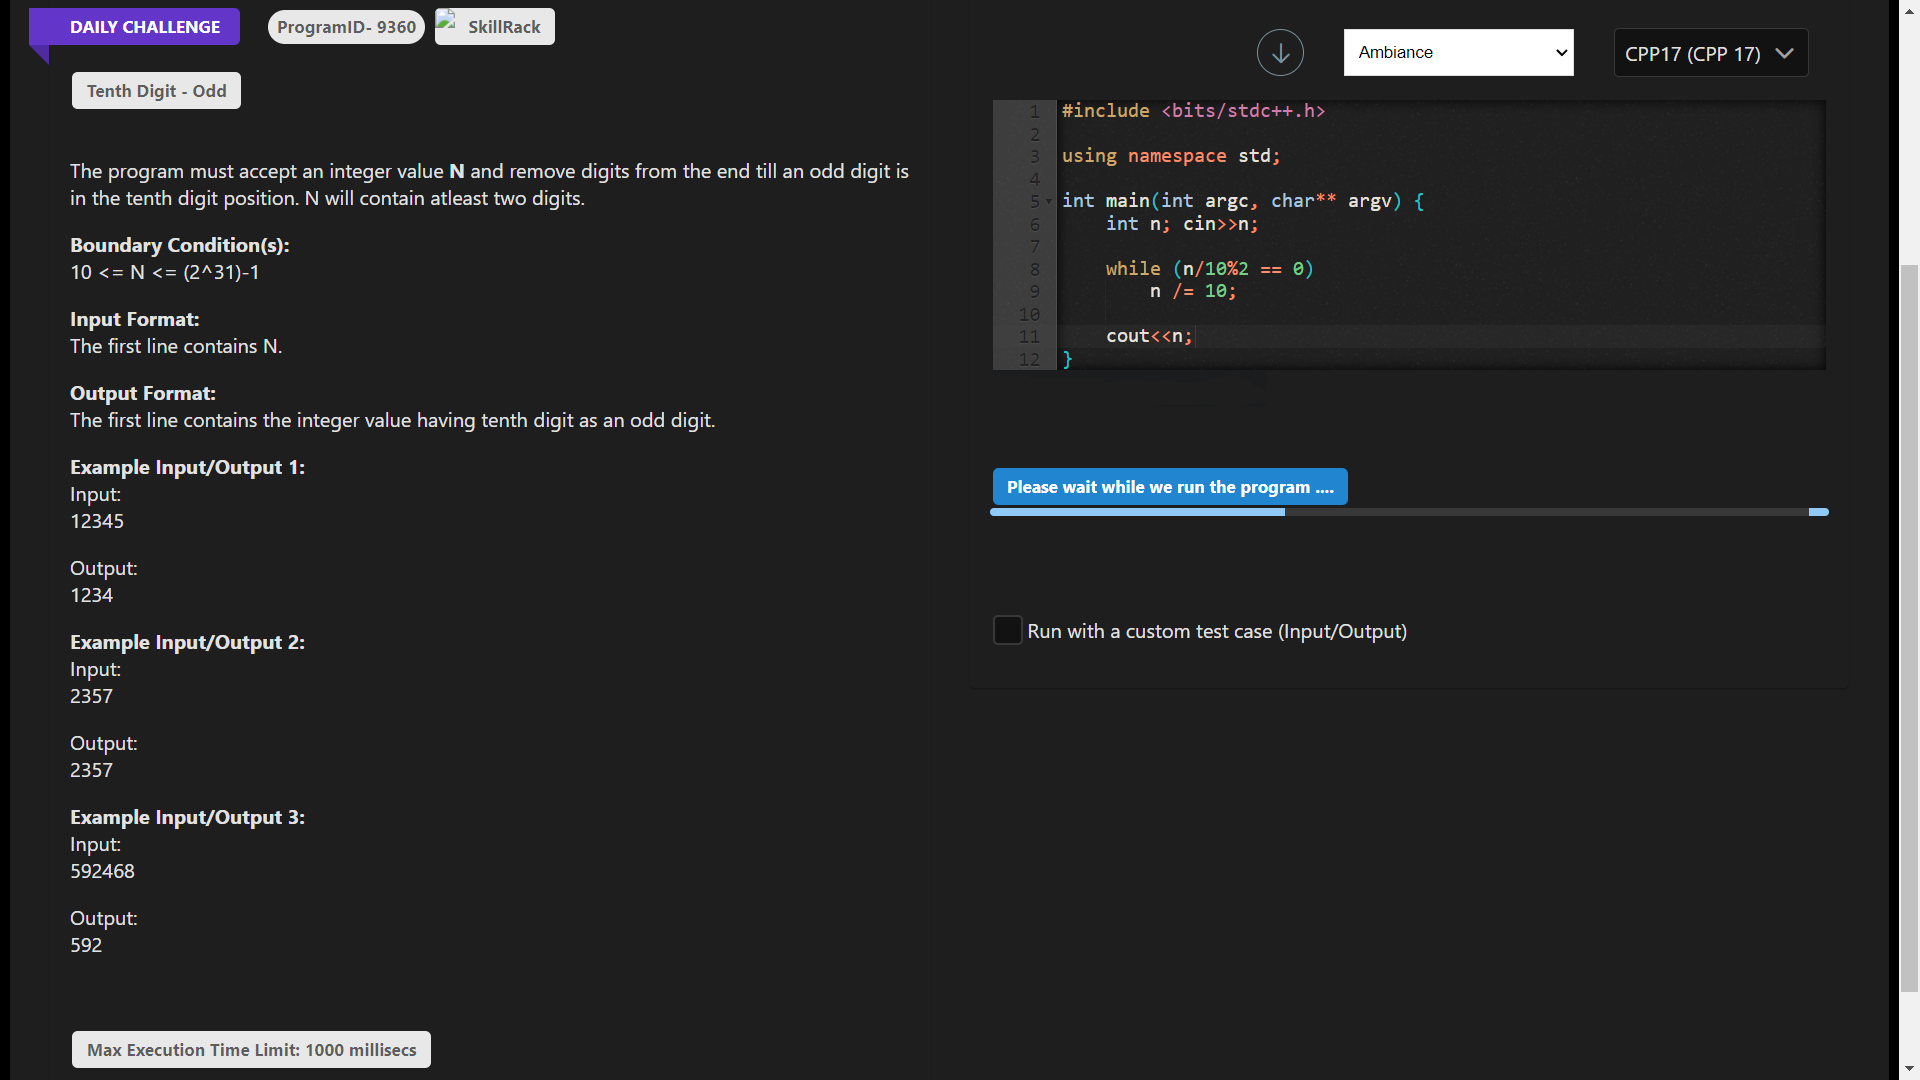 DAILY CHALLENGE
ProgramID- 9360
SkillRack
Tenth Digit - Odd
The program must accept an integer value N and remove digits from the end till an odd digit is
in the tenth digit position. N will contain atleast two digits.
Boundary Condition(s):
10 <= N <= (2^31)-1
Input Format:
The first line contains N.
Output Format:
The first line contains the integer value having tenth digit as an odd digit.
Example Input/Output 1:
Input:
12345
Output:
1234
Example Input/Output 2:
Input:
2357
Output:
2357
Example Input/Output 3:
Input:
592468
Output:
592
Max Execution Time Limit: 1000 millisecs
Ambiance
CPP17 (CPP 17)
1 #include <bits/stdc++.h>
2
3 using namespace std;
4
5 int main(int argc, char** argv) {
6     int n; cin>>n;
7
8     while (n/10%2 == 0)
9         n /= 10;
10
11     cout<<n;
12 }
Please wait while we run the program ....
Run with a custom test case (Input/Output)